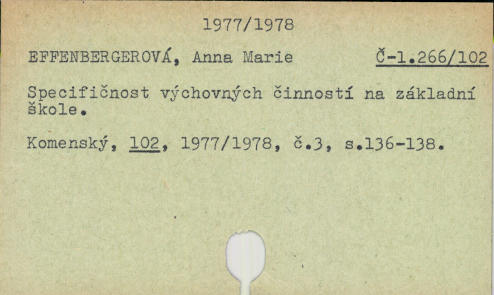 1977/1978
EFFENBERGEROVÁ, Anna Marie Č-1.266/102
Specifičnost výchovných činností na základní
škole.
Komenský, 102, 1977/1978, č.3, s.136-138.